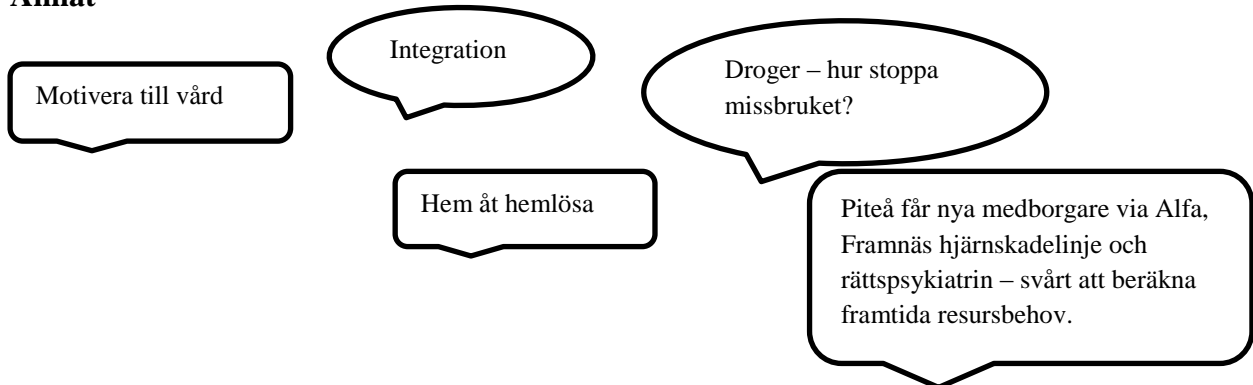 Annat
Integration
Motivera till vård
Droger – hur stoppa
missbruket?
Hem åt hemlösa
Piteå får nya medborgare via Alfa,
Framnäs hjärnskadelinje och
rättspsykiatrin – svårt att beräkna
framtida resursbehov.